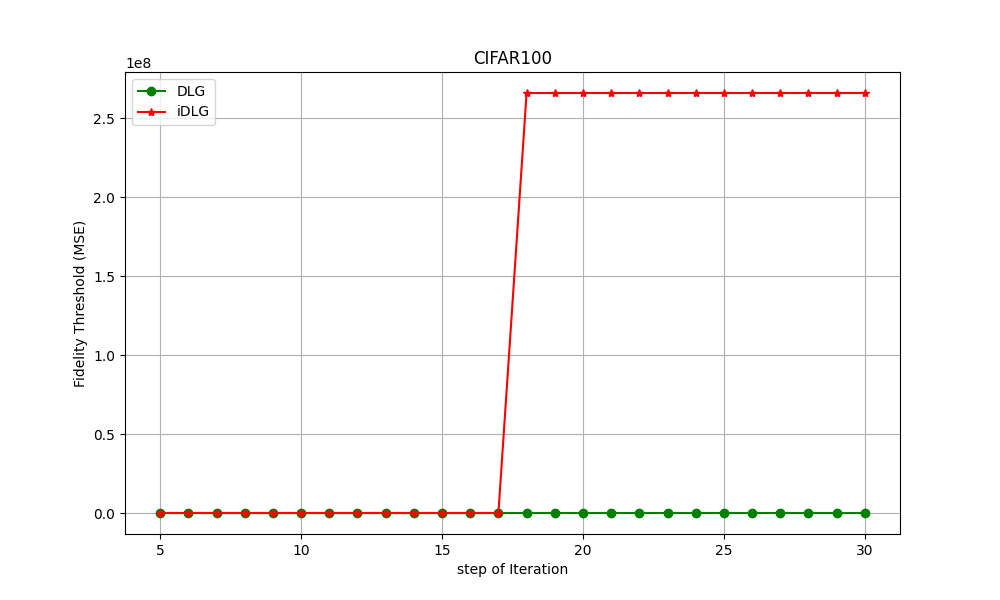 CIFAR100
1e8
DLG
iDLG
2.5
2.0
1.5
1.0
0.5
0.0
Fidelity Threshold (MSE)
5 10 15 20 25 30
step of Iteration